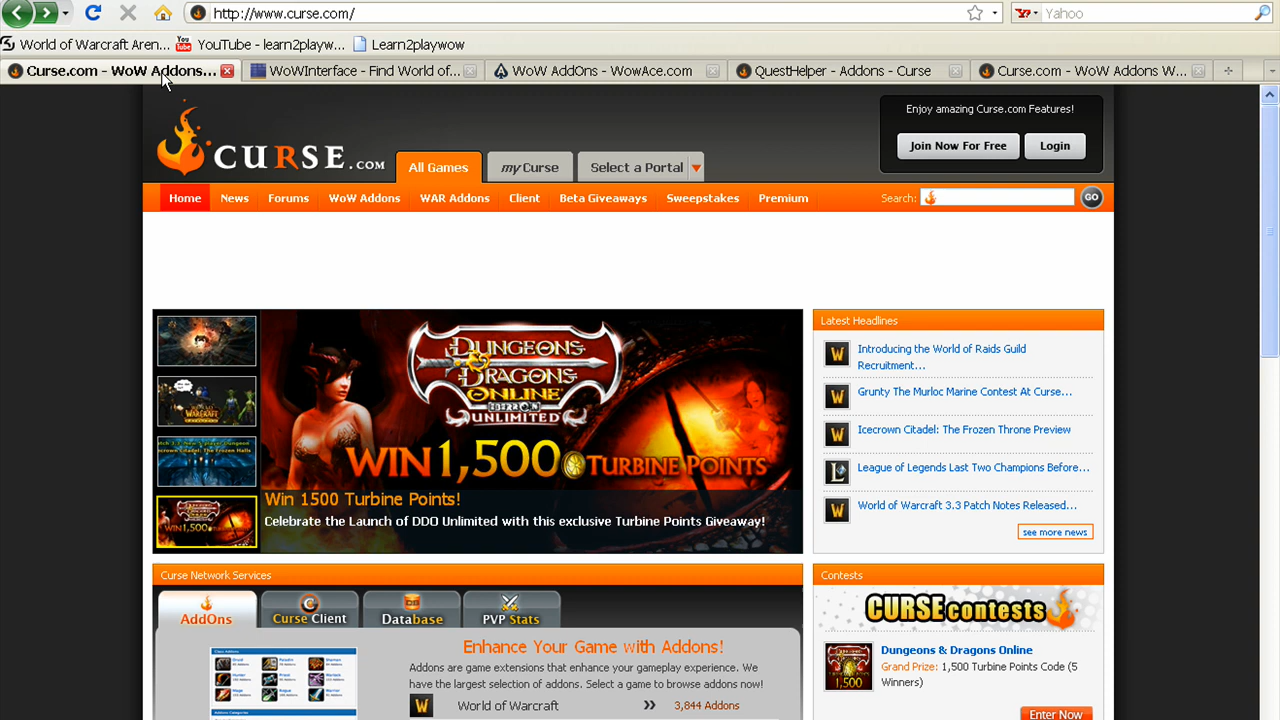 http://www.curse.com/
Yahoo
World of Warcraft Aren...
YouTube - learn2playw...
Learn2playwow
Curse.com - WoW Addons...
WoWInterface - Find World of...
WoW AddOns - WowAce.com
QuestHelper - Addons - Curse
Curse.com - WoW Addons W...
CURSE.COM
All Games
my Curse
Select a Portal
Enjoy amazing Curse.com Features!
Join Now For Free
Login
Home
News
Forums
WoW Addons
WAR Addons
Client
Beta Giveaways
Sweepstakes
Premium
Search:
GO
DUNGEONS
& DRAGONS
ONLINE
UNLIMITED
WIN 1,500 TURBINE POINTS
Win 1500 Turbine Points!
Celebrate the Launch of DDO Unlimited with this exclusive Turbine Points Giveaway!
Latest Headlines
Introducing the World of Raids Guild
Recruitment...
Grunty The Murloc Marine Contest At Curse...
Icecrown Citadel: The Frozen Throne Preview
League of Legends Last Two Champions Before...
World of Warcraft 3.3 Patch Notes Released...
see more news
Curse Network Services
AddOns
Curse Client
Database
PVP Stats
Enhance Your Game with Addons!
Addons are game extensions that enhance your gameplay experience. We
have the largest selection of addons. Select a game to browse addons now!
World of Warcraft
3,844 Addons
Contests
CURSE contests
Dungeons & Dragons Online
Grand Prize: 1,500 Turbine Points Code (5
Winners)
Enter Now